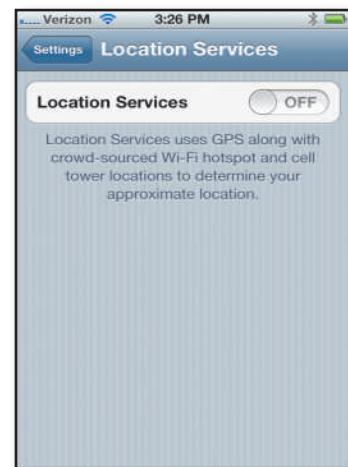 Verizon 3:26 PM
Settings Location Services
Location Services OFF
Location Services uses GPS along with
crowd-sourced Wi-Fi hotspot and cell
tower locations to determine your
approximate location.